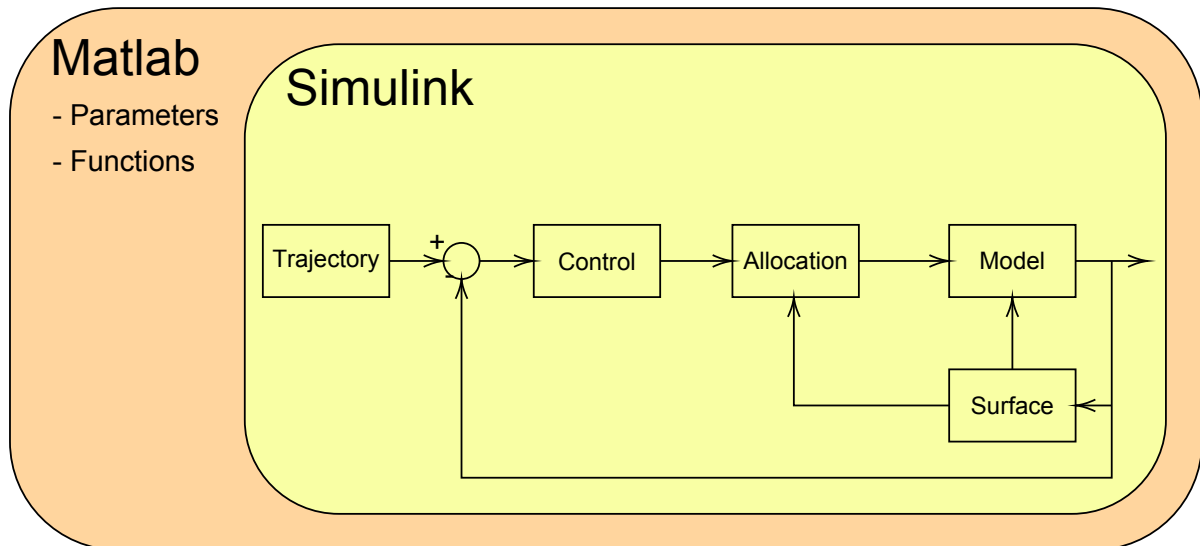 Matlab
- Parameters
- Functions
Simulink
Trajectory
+
-
Control
Allocation
Model
Surface